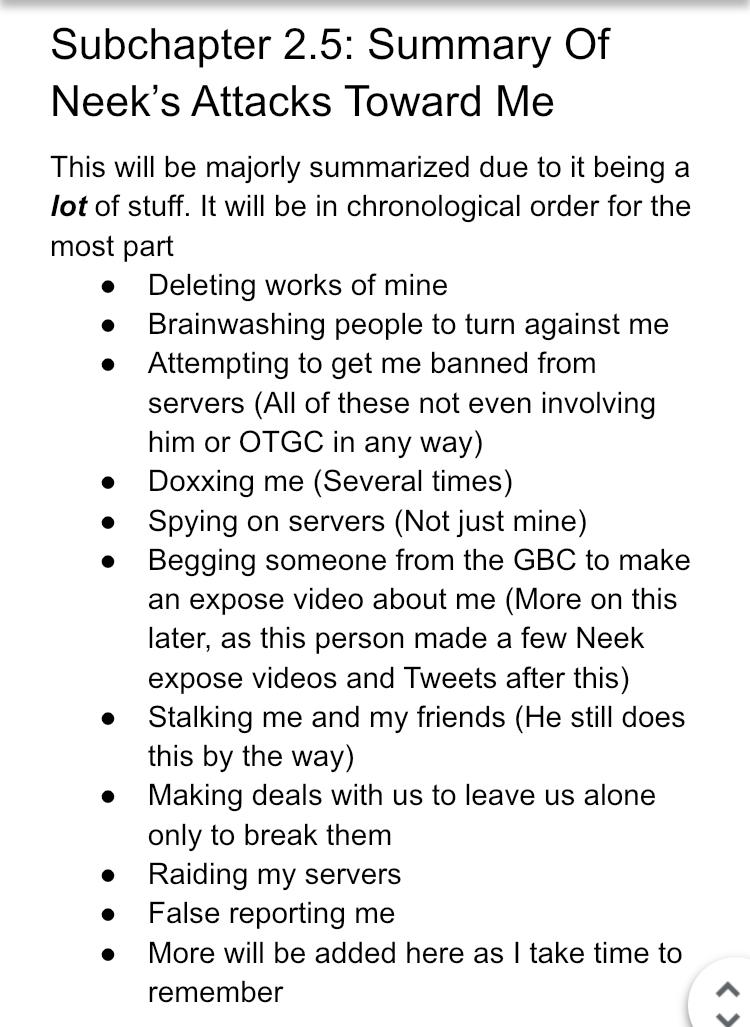 Subchapter 2.5: Summary Of
Neek’s Attacks Toward Me
This will be majorly summarized due to it being a
lot of stuff. It will be in chronological order for the
most part
● Deleting works of mine
● Brainwashing people to turn against me
● Attempting to get me banned from
servers (All of these not even involving
him or OTGC in any way)
● Doxxing me (Several times)
● Spying on servers (Not just mine)
● Begging someone from the GBC to make
an expose video about me (More on this
later, as this person made a few Neek
expose videos and Tweets after this)
● Stalking me and my friends (He still does
this by the way)
● Making deals with us to leave us alone
only to break them
● Raiding my servers
● False reporting me
● More will be added here as I take time to
remember